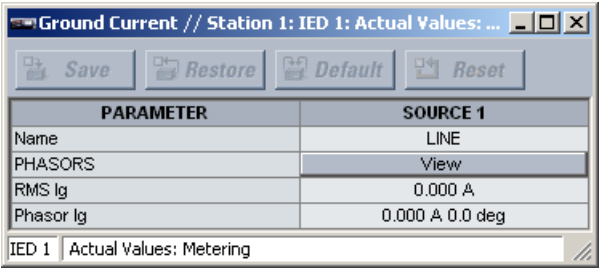 Ground Current // Station 1: IED 1: Actual Values: ...
Save Restore Default Reset
PARAMETER SOURCE 1
Name LINE
PHASORS View
RMS Ig 0.000 A
Phasor Ig 0.000 A 0.0 deg
IED 1 Actual Values: Metering